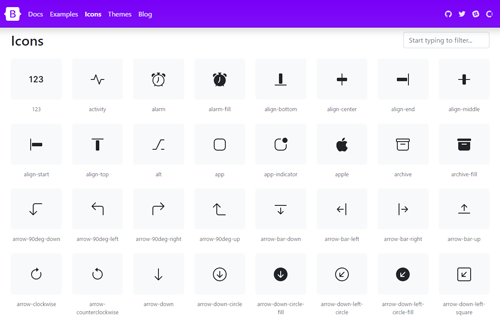 B Docs Examples Icons Themes Blog
Icons
Start typing to filter...
123
123 activity alarm alarm-fill align-bottom align-center align-end align-middle
align-start align-top alt app app-indicator apple archive archive-fill
arrow-90deg-down arrow-90deg-left arrow-90deg-right arrow-90deg-up arrow-bar-down arrow-bar-left arrow-bar-right arrow-bar-up
arrow-clockwise arrow-counterclockwise arrow-down arrow-down-circle arrow-down-circle-fill arrow-down-left-circle arrow-down-left-circle-fill arrow-down-left-square